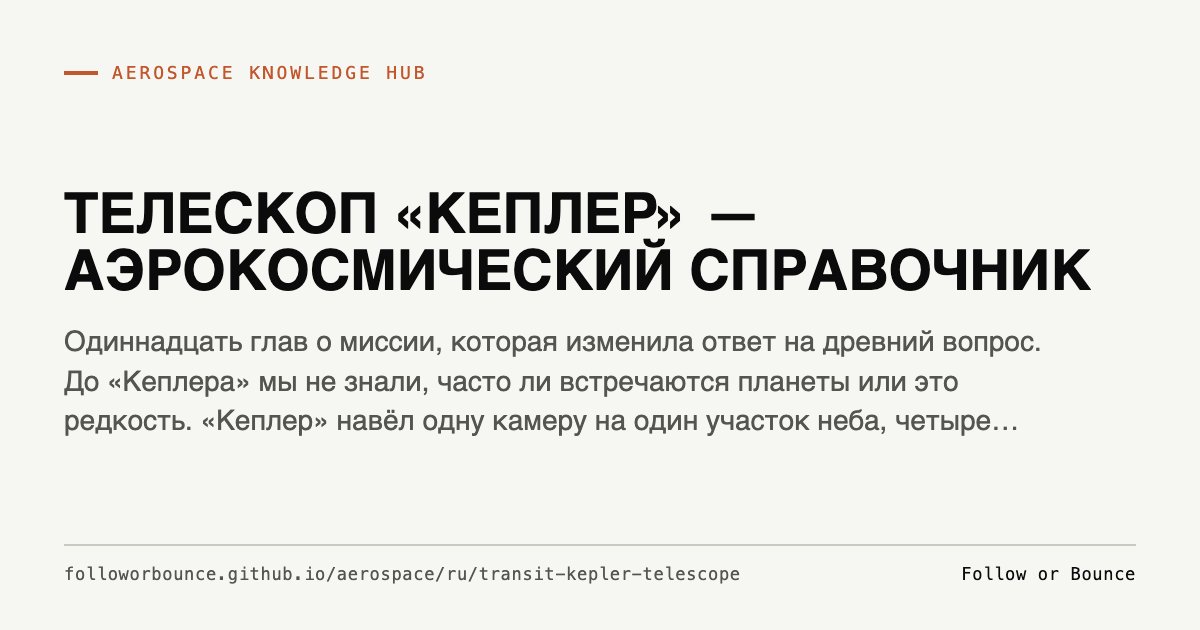 AEROSPACE KNOWLEDGE HUB
ТЕЛЕСКОП «КЕПЛЕР» —
АЭРОКОСМИЧЕСКИЙ СПРАВОЧНИК
Одиннадцать глав о миссии, которая изменила ответ на древний вопрос.
До «Кеплера» мы не знали, часто ли встречаются планеты или это
редкость. «Кеплер» навёл одну камеру на один участок неба, четыре…
followorbounce.github.io/aerospace/ru/transit-kepler-telescope
Follow or Bounce